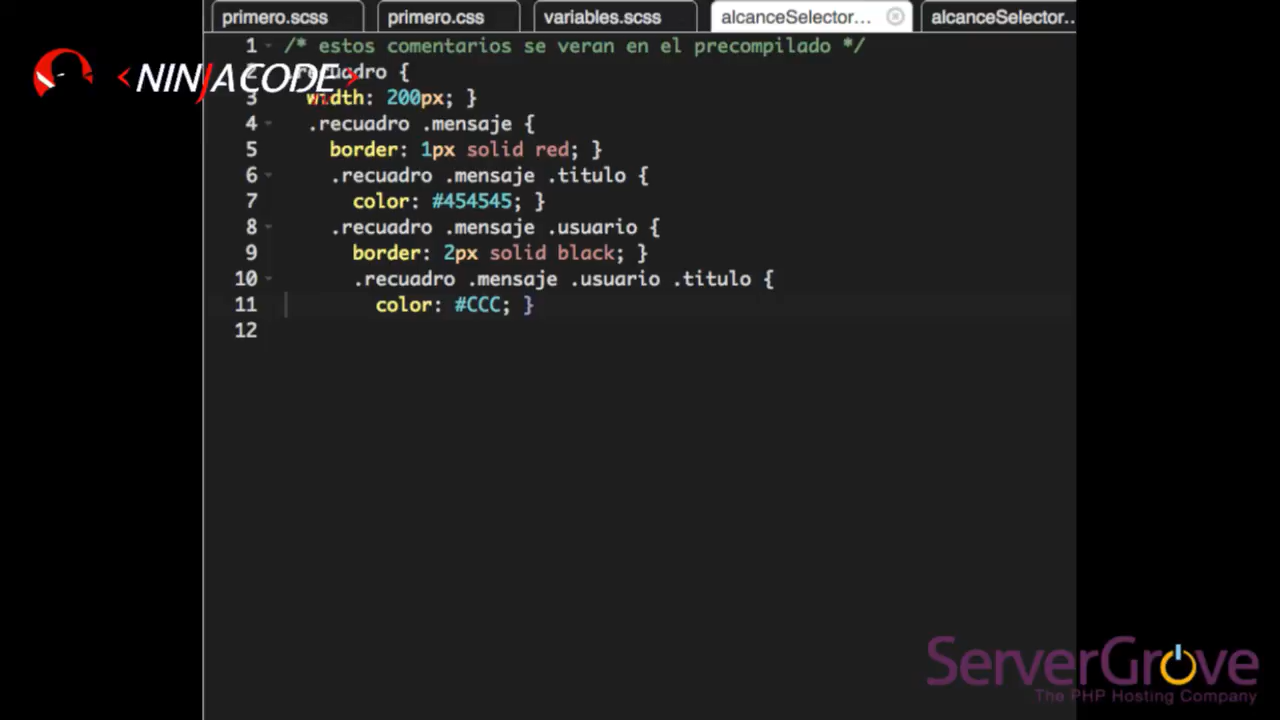 primero.scss primero.css variables.scss alcanceSelector... alcanceSelector...
<NINJACODE>
1 /* estos comentarios se veran en el precompilado */
2 .recuadro {
3 width: 200px; }
4 .recuadro .mensaje {
5 border: 1px solid red; }
6 .recuadro .mensaje .titulo {
7 color: #454545; }
8 .recuadro .mensaje .usuario {
9 border: 2px solid black; }
10 .recuadro .mensaje .usuario .titulo {
11 color: #CCC; }
12
ServerGrove
The PHP Hosting Company